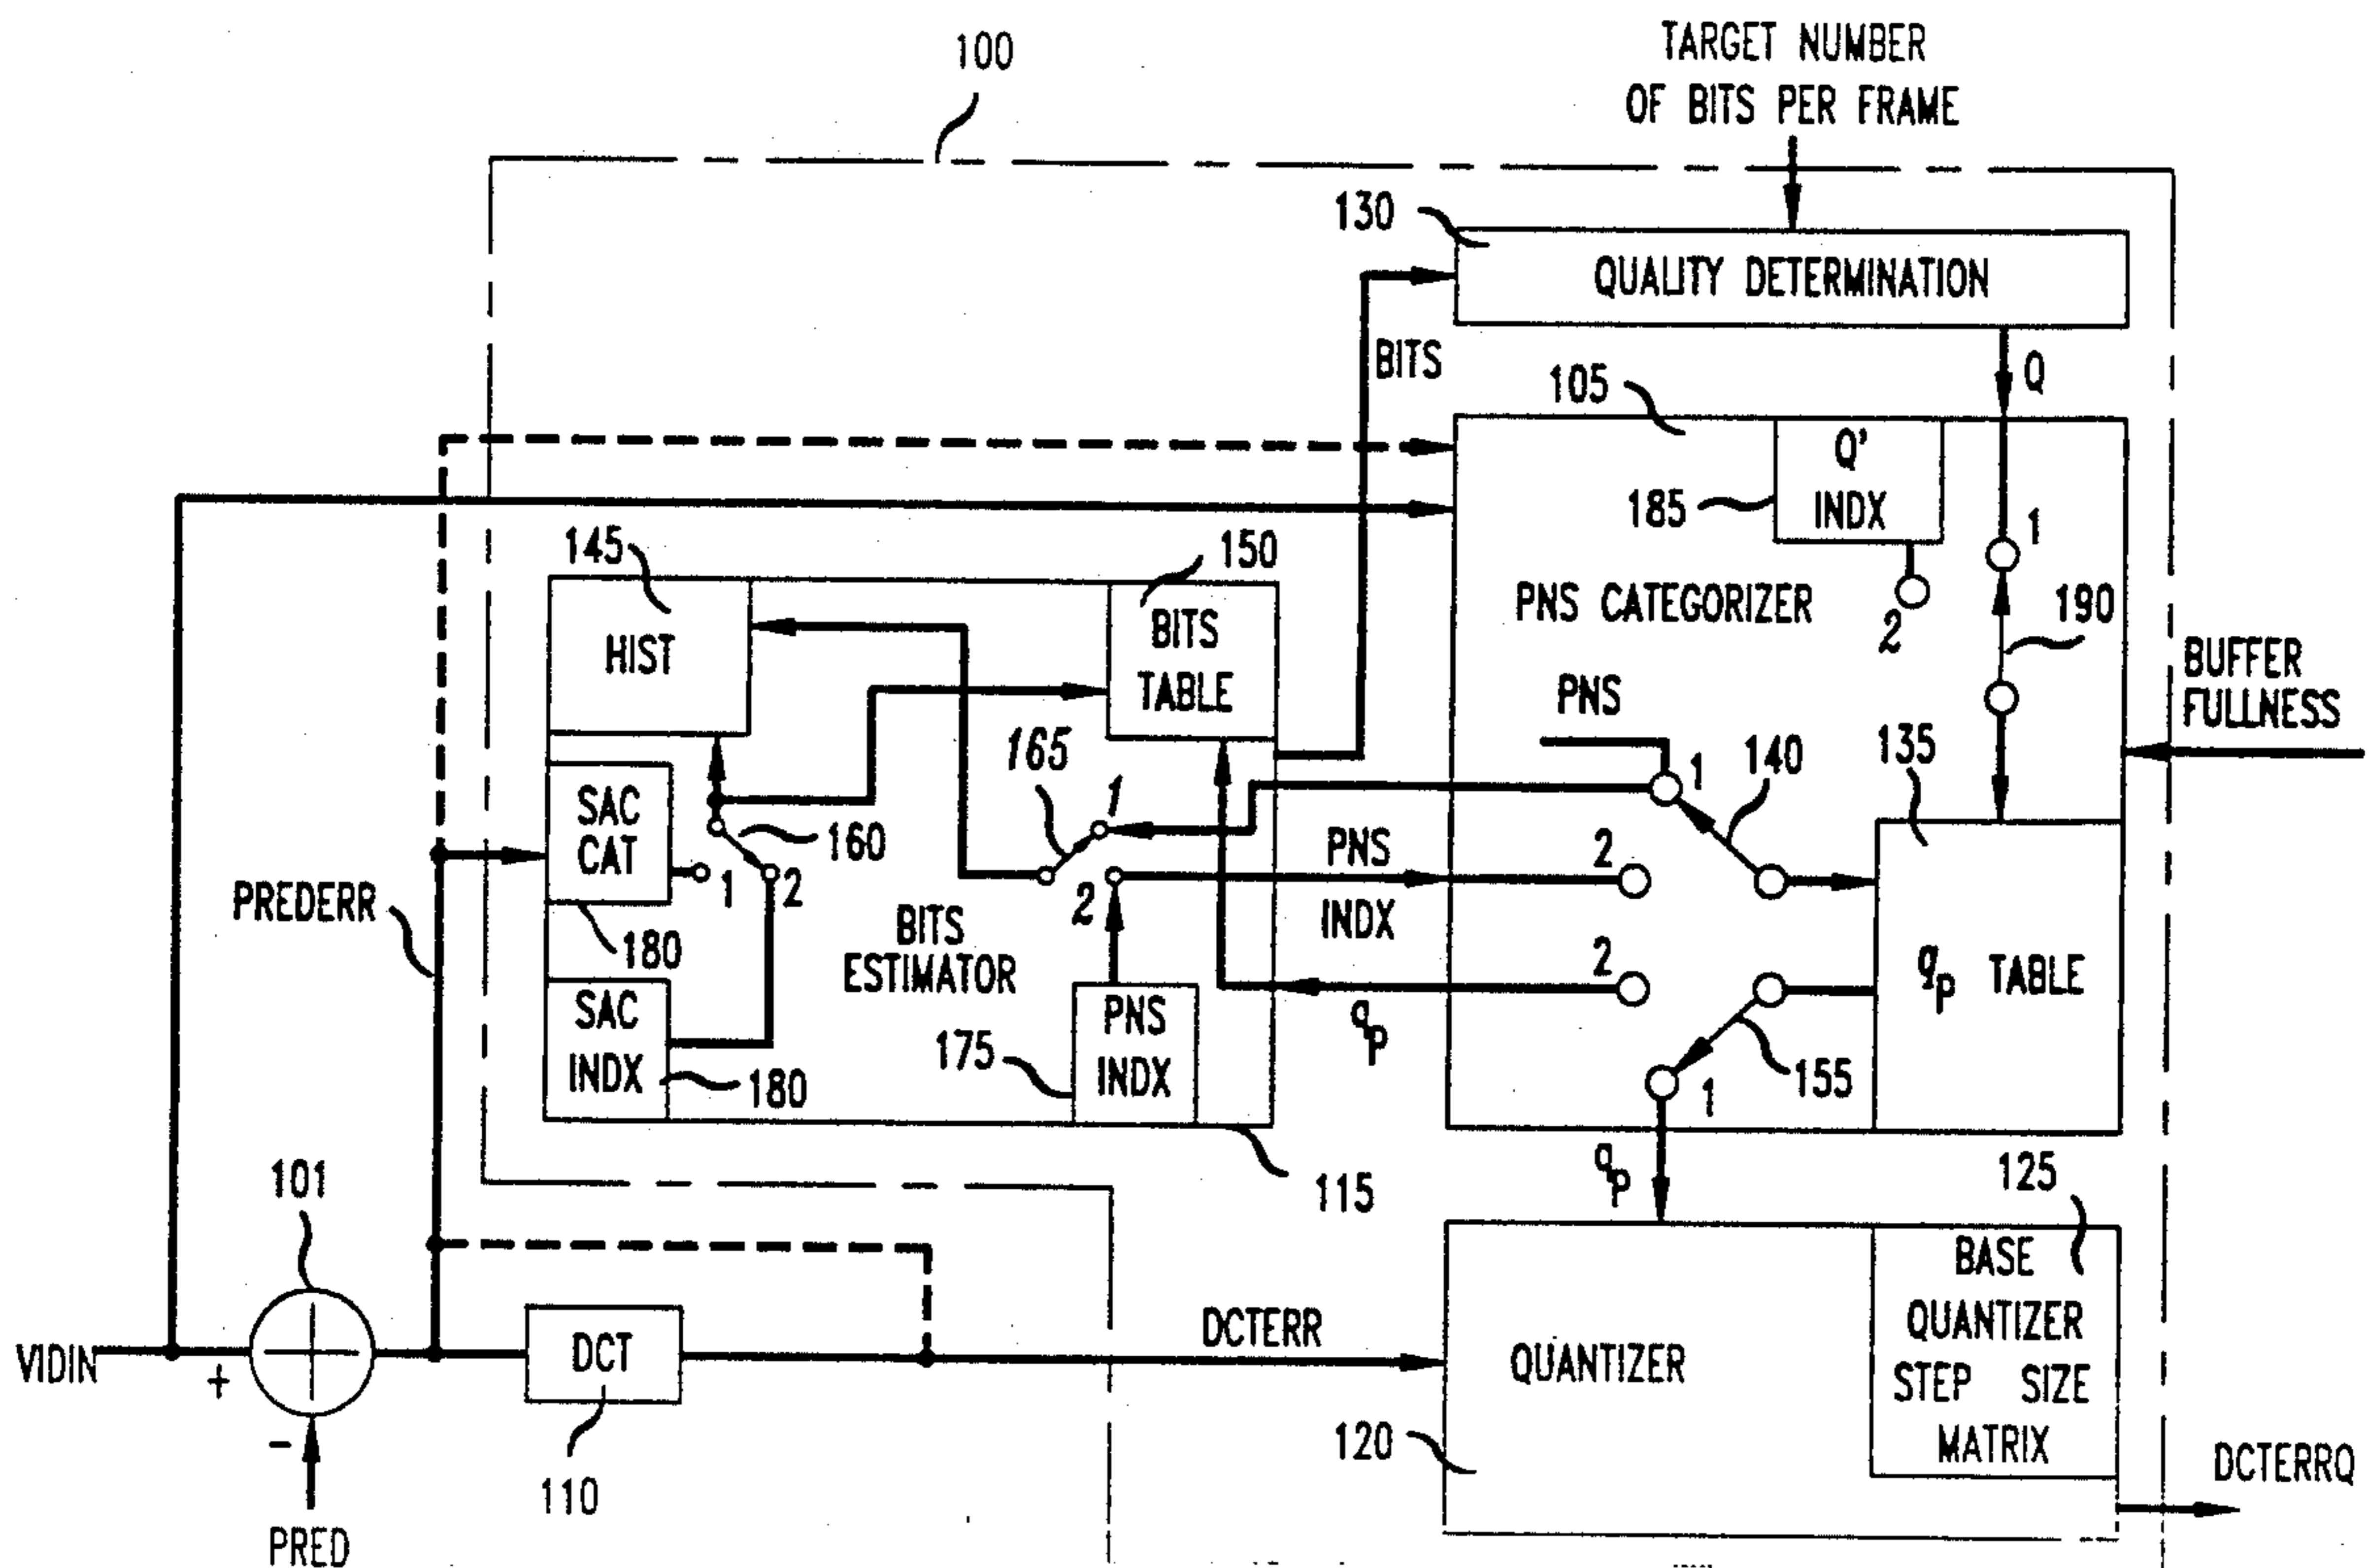 100
TARGET NUMBER
OF BITS PER FRAME
130
QUALITY DETERMINATION
BITS
Q
105
Q'
INDX
185
1
2
190
PNS CATEGORIZER
145
HIST
150
BITS
TABLE
BUFFER
FULLNESS
PNS
165
1
1
140
135
SAC
CAT
160
1
2
2
PNS
INDX
2
PREDERR
180
BITS
ESTIMATOR
2
qp TABLE
SAC
INDX
180
175
PNS
INDX
qp
155
1
115
qp
125
101
BASE
QUANTIZER
STEP SIZE
MATRIX
VIDIN
+
-
PRED
DCT
110
DCTERR
QUANTIZER
120
DCTERRQ